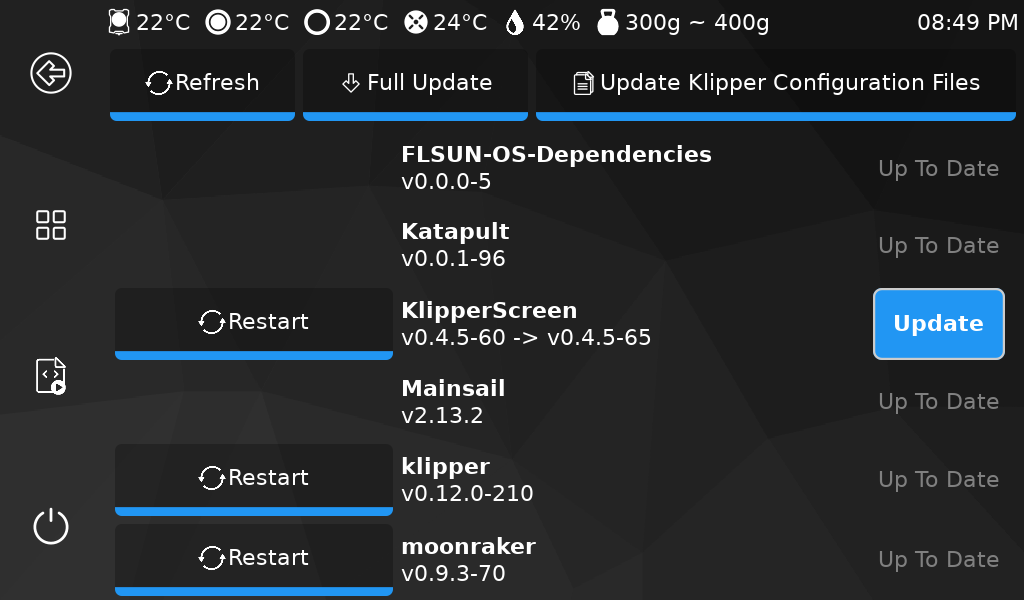 22°C 22°C 22°C 24°C 42% 300g ~ 400g 08:49 PM
Refresh Full Update Update Klipper Configuration Files
FLSUN-OS-Dependencies
v0.0.0-5
Up To Date
Katapult
v0.0.1-96
Up To Date
Restart
KlipperScreen
v0.4.5-60 -> v0.4.5-65
Update
Mainsail
v2.13.2
Up To Date
Restart
klipper
v0.12.0-210
Up To Date
Restart
moonraker
v0.9.3-70
Up To Date